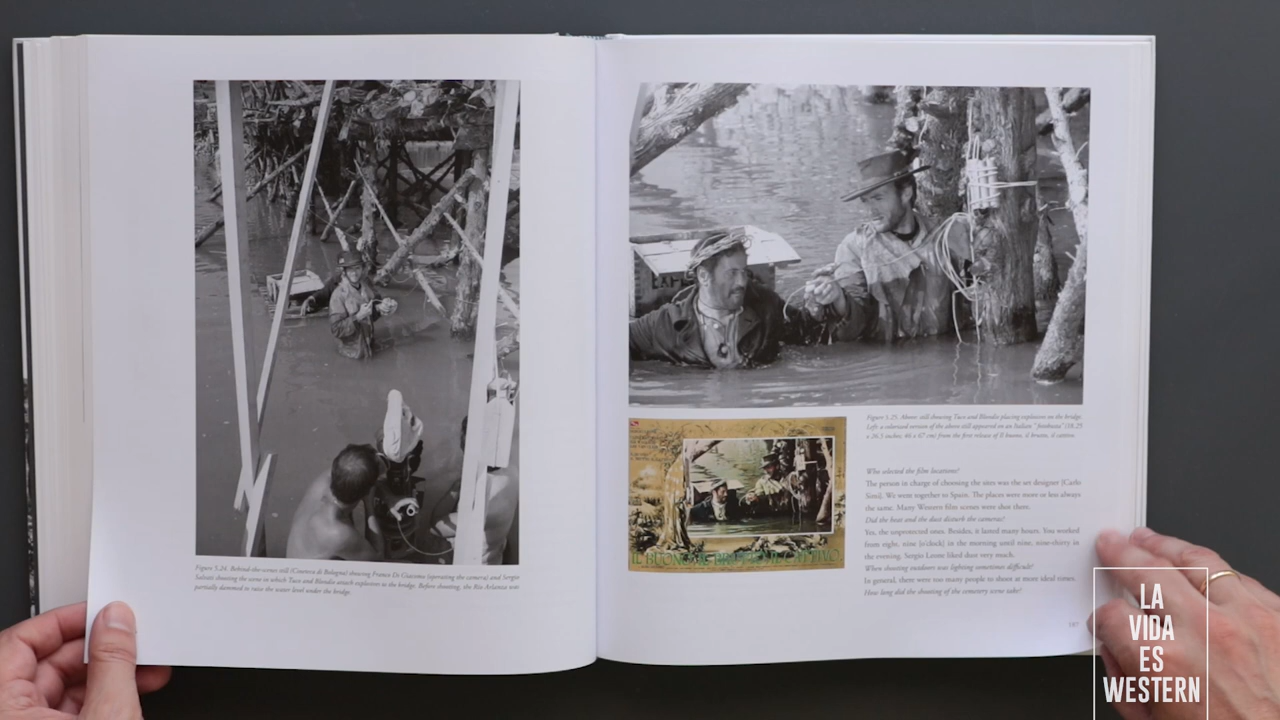 Figure 5.24. Behind-the-scenes still (Cineteca di Bologna) showing Franco Di Giacomo (operating the camera) and Sergio
Salvati shooting the scene in which Tuco and Blondie attach explosives to the bridge. Before shooting, the Río Arlanza was
partially dammed to raise the water level under the bridge.
Figure 5.25. Above: still showing Tuco and Blondie placing explosives on the bridge.
Left: a colorized version of the above still appeared on an Italian "fotobusta" (18.25
x 26.5 inches; 46 x 67 cm) from the first release of Il buono, il brutto, il cattivo.
IL BUONO, IL BRUTTO, IL CATTIVO
Who selected the film locations?
The person in charge of choosing the sites was the set designer [Carlo
Simi]. We went together to Spain. The places were more or less always
the same. Many Western film scenes were shot there.
Did the heat and the dust disturb the cameras?
Yes, the unprotected ones. Besides, it lasted many hours. You worked
from eight, nine [o'clock] in the morning until nine, nine-thirty in
the evening. Sergio Leone liked dust very much.
When shooting outdoors was lighting sometimes difficult?
In general, there were too many people to shoot at more ideal times.
How long did the shooting of the cemetery scene take?
LA
VIDA
ES
WESTERN